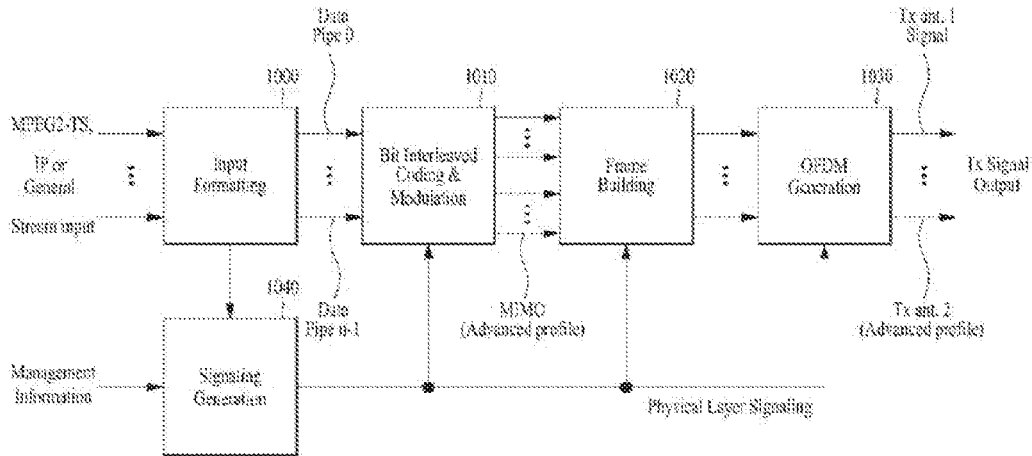 Data
Pipe 0
Tx ant. 1
Signal
1000
1010
1020
1030
MPEG2-TS,
IP or
General
Stream input
Input
Formatting
Bit Interleaved
Coding &
Modulation
Frame
Building
OFDM
Generation
Tx Signal
Output
1040
Data
Pipe n-1
MIMO
(Advanced profile)
Tx ant. 2
(Advanced profile)
Management
Information
Signaling
Generation
Physical Layer Signaling